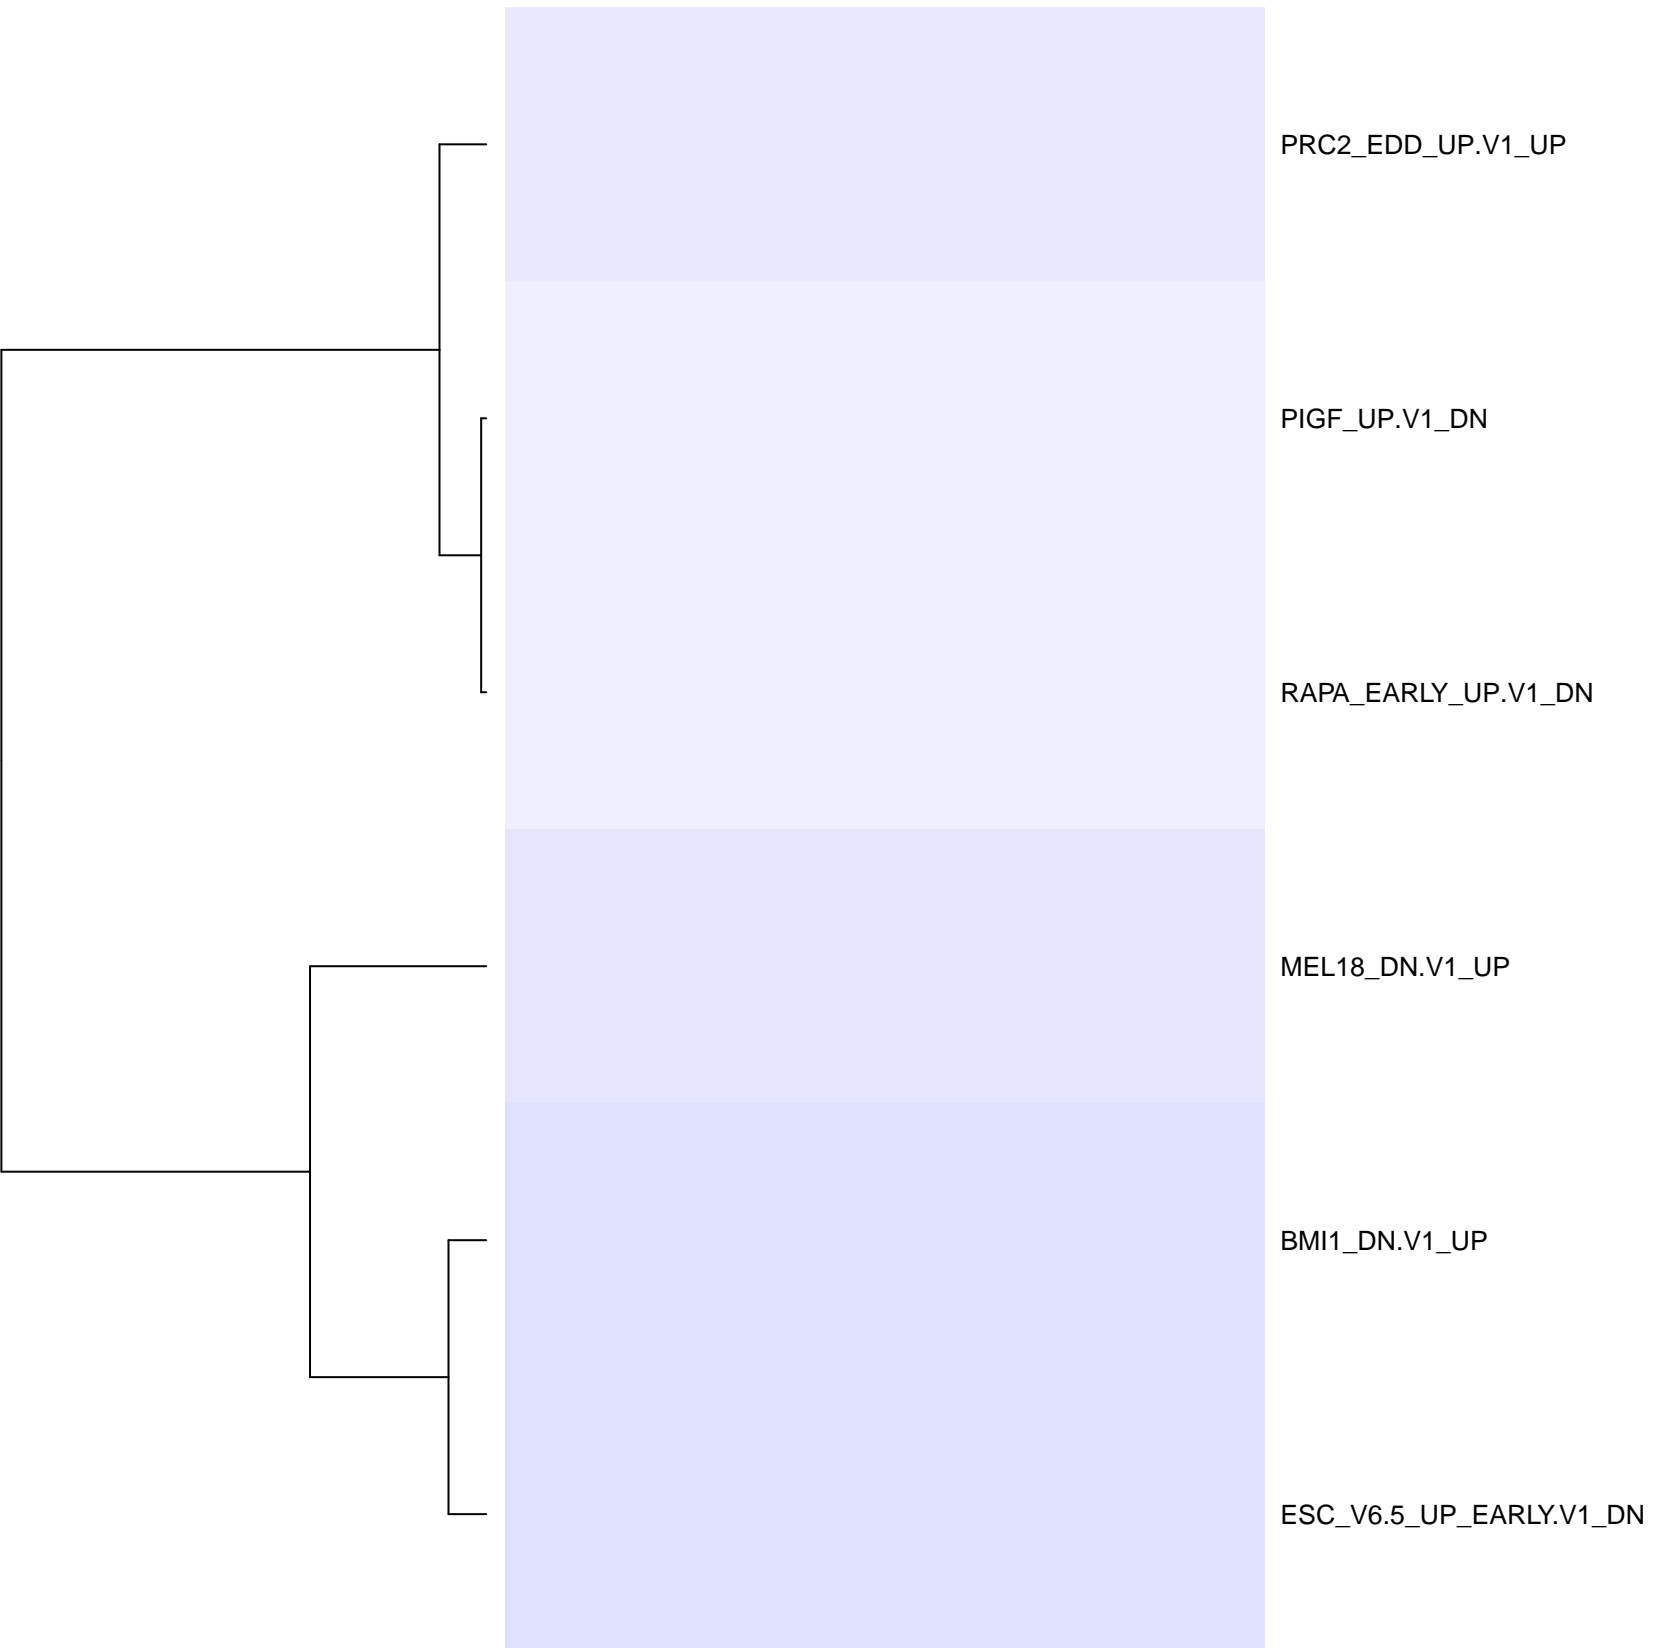 PRC2_EDD_UP.V1_UP
PIGF_UP.V1_DN
RAPA_EARLY_UP.V1_DN
MEL18_DN.V1_UP
BMI1_DN.V1_UP
ESC_V6.5_UP_EARLY.V1_DN